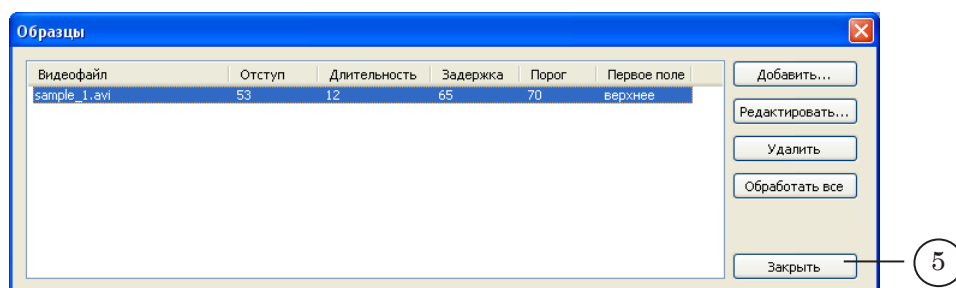 Образцы
Видеофайл Отступ Длительность Задержка Порог Первое поле
sample_1.avi 53 12 65 70 верхнее
Добавить...
Редактировать...
Удалить
Обработать все
Закрыть
5